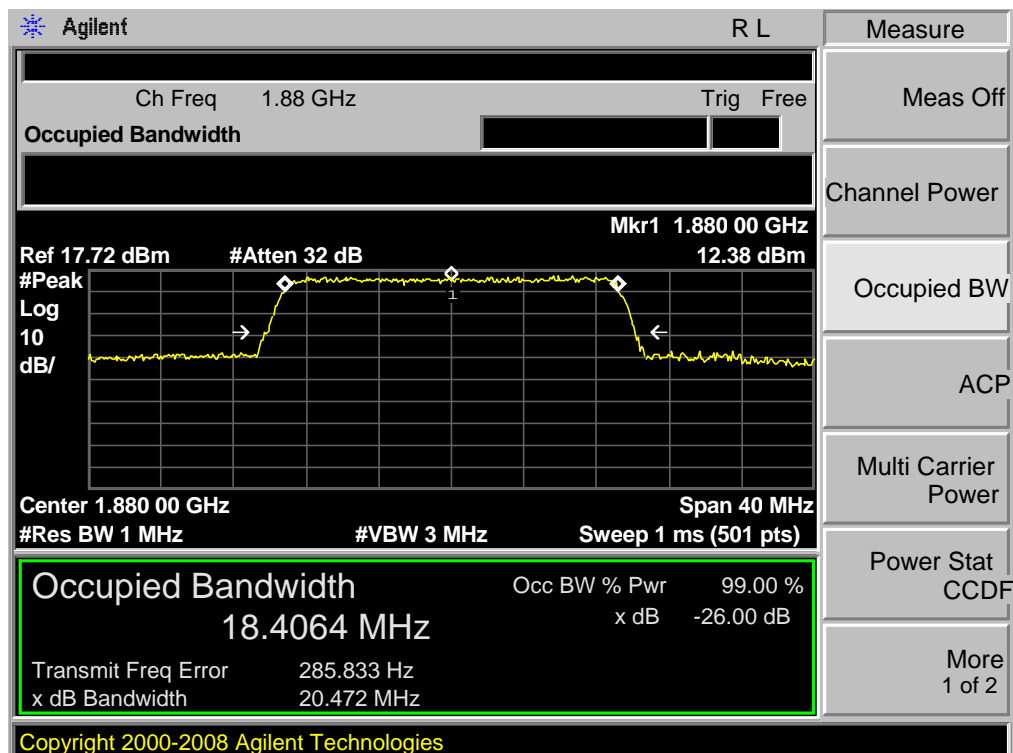 Agilent R L Measure
Ch Freq 1.88 GHz Trig Free
Occupied Bandwidth
Meas Off
Channel Power
Mkr1 1.880 00 GHz
Ref 17.72 dBm #Atten 32 dB 12.38 dBm
#Peak
Log
10
dB/
1
Occupied BW
ACP
Center 1.880 00 GHz Span 40 MHz
#Res BW 1 MHz #VBW 3 MHz Sweep 1 ms (501 pts)
Multi Carrier
Power
Occupied Bandwidth Occ BW % Pwr 99.00 %
18.4064 MHz x dB -26.00 dB
Transmit Freq Error 285.833 Hz
x dB Bandwidth 20.472 MHz
Power Stat
CCDF
More
1 of 2
Copyright 2000-2008 Agilent Technologies